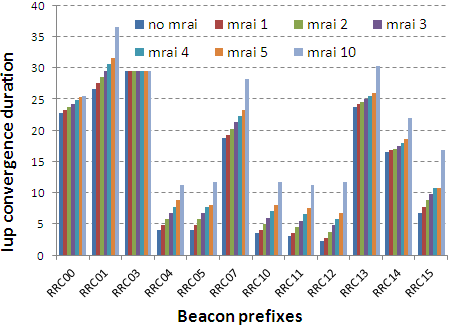 40
35
30
25
20
15
10
5
0
Iup convergence duration
no mrai mrai 1 mrai 2 mrai 3
mrai 4 mrai 5 mrai 10
RRC00 RRC01 RRC03 RRC04 RRC05 RRC07 RRC10 RRC11 RRC12 RRC13 RRC14 RRC15
Beacon prefixes